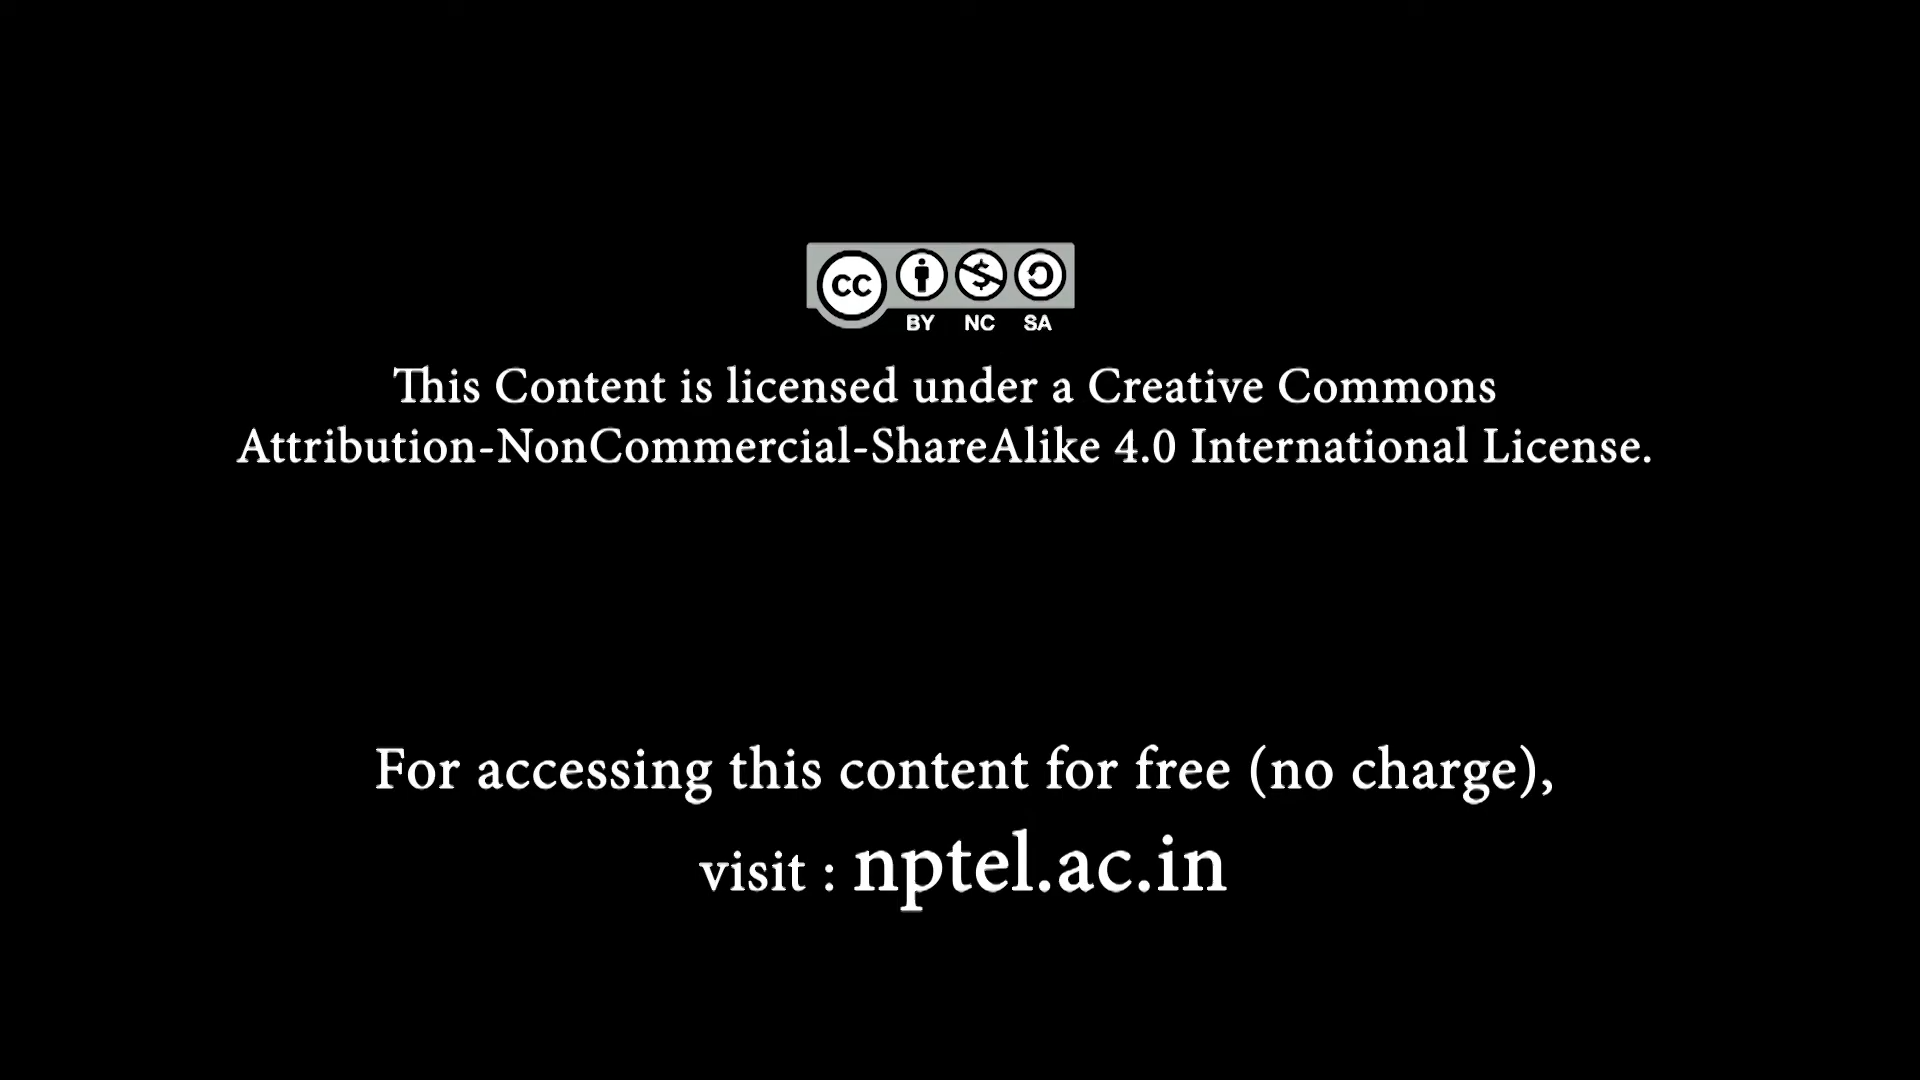 cc
BY NC SA
This Content is licensed under a Creative Commons
Attribution-NonCommercial-ShareAlike 4.0 International License.
For accessing this content for free (no charge),
visit : nptel.ac.in